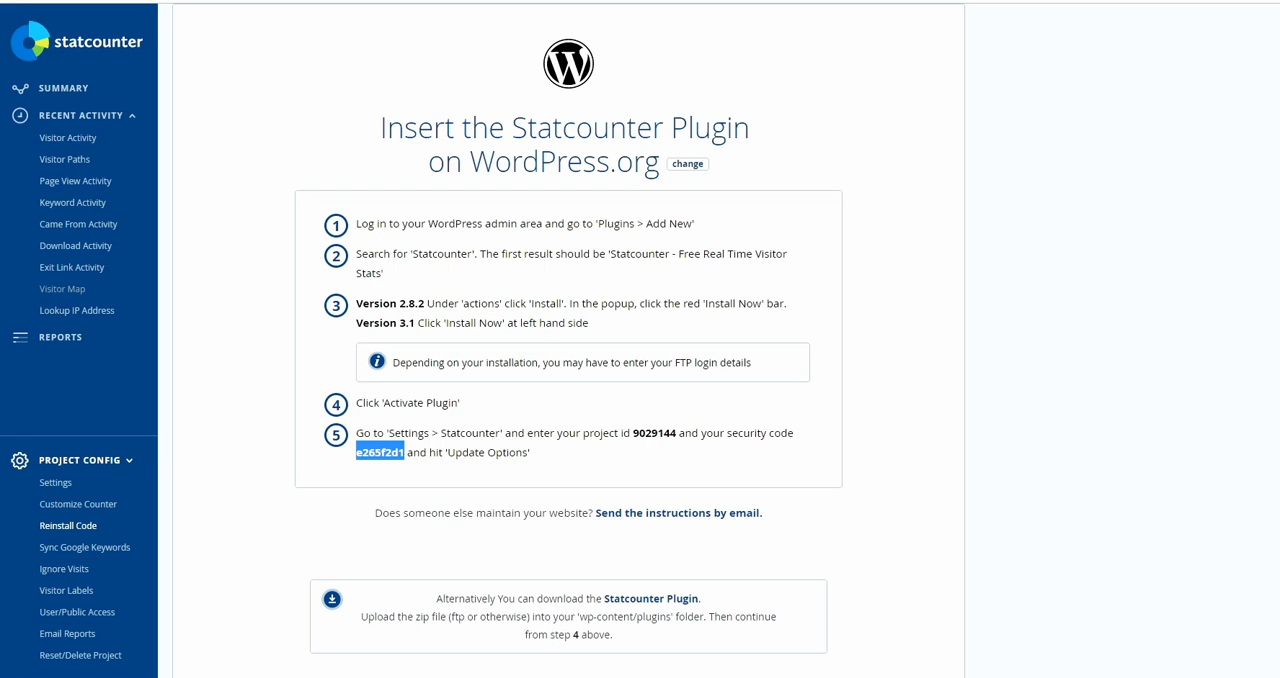 statcounter
SUMMARY
RECENT ACTIVITY
Visitor Activity
Visitor Paths
Page View Activity
Keyword Activity
Came From Activity
Download Activity
Exit Link Activity
Visitor Map
Lookup IP Address
REPORTS
PROJECT CONFIG
Settings
Customize Counter
Reinstall Code
Sync Google Keywords
Ignore Visits
Visitor Labels
User/Public Access
Email Reports
Reset/Delete Project
Insert the Statcounter Plugin
on WordPress.org change
1 Log in to your WordPress admin area and go to 'Plugins > Add New'
2 Search for 'Statcounter'. The first result should be 'Statcounter - Free Real Time Visitor
Stats'
3 Version 2.8.2 Under 'actions' click 'Install'. In the popup, click the red 'Install Now' bar.
Version 3.1 Click 'Install Now' at left hand side
i Depending on your installation, you may have to enter your FTP login details
4 Click 'Activate Plugin'
5 Go to 'Settings > Statcounter' and enter your project id 9029144 and your security code
e265f2d1 and hit 'Update Options'
Does someone else maintain your website? Send the instructions by email.
Alternatively You can download the Statcounter Plugin.
Upload the zip file (ftp or otherwise) into your 'wp-content/plugins' folder. Then continue
from step 4 above.